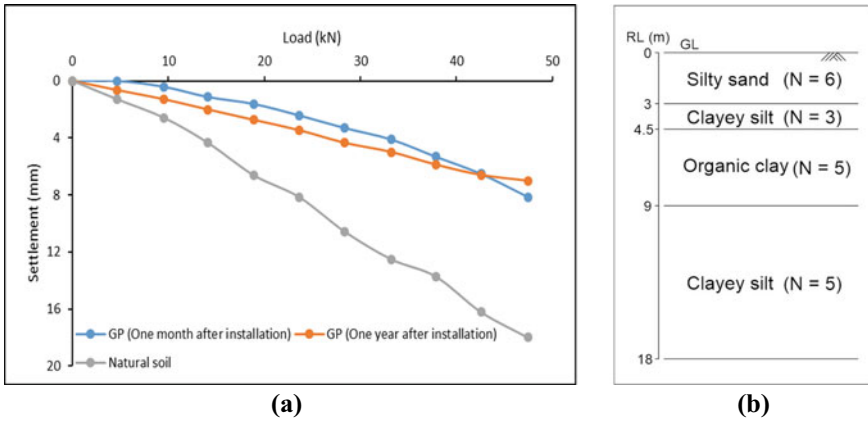 Load (kN)
0 10 20 30 40 50
0
4
8
12
16
20
Settlement (mm)
GP (One month after installation)
GP (One year after installation)
Natural soil
(a)
RL (m) GL
0
Silty sand (N = 6)
3
Clayey silt (N = 3)
4.5
Organic clay (N = 5)
9
Clayey silt (N = 5)
18
(b)